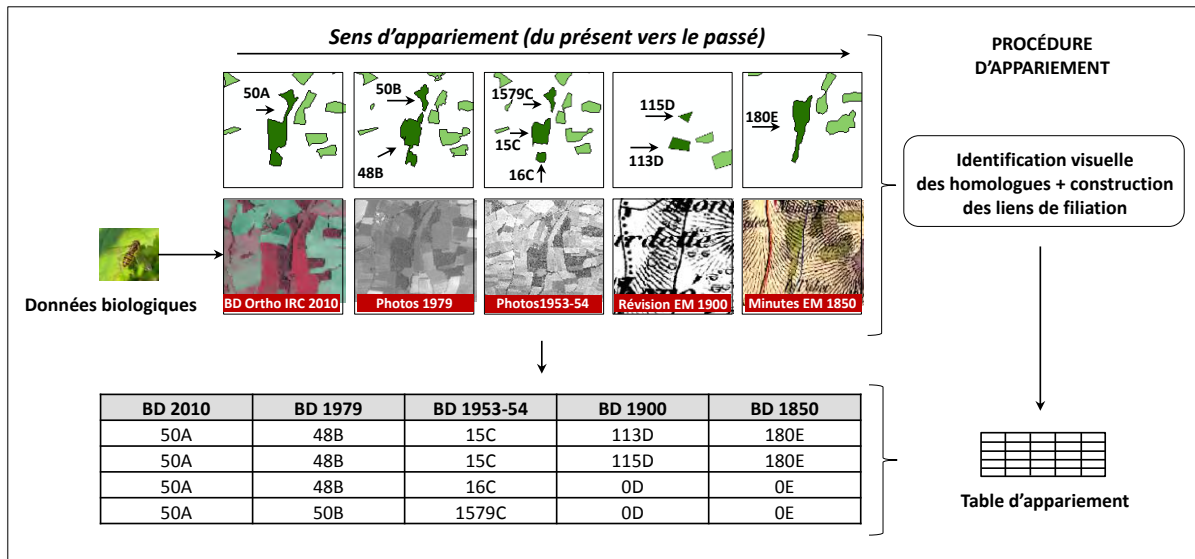 Sens d'appariement (du présent vers le passé)
PROCÉDURE
D'APPARIEMENT
50A
50B
48B
1579C
15C
16C
115D
113D
180E
Identification visuelle
des homologues + construction
des liens de filiation
Données biologiques
BD Ortho IRC 2010
Photos 1979
Photos1953-54
Révision EM 1900
Minutes EM 1850
BD 2010 BD 1979 BD 1953-54 BD 1900 BD 1850
50A 48B 15C 113D 180E
50A 48B 15C 115D 180E
50A 48B 16C 0D 0E
50A 50B 1579C 0D 0E
Table d'appariement